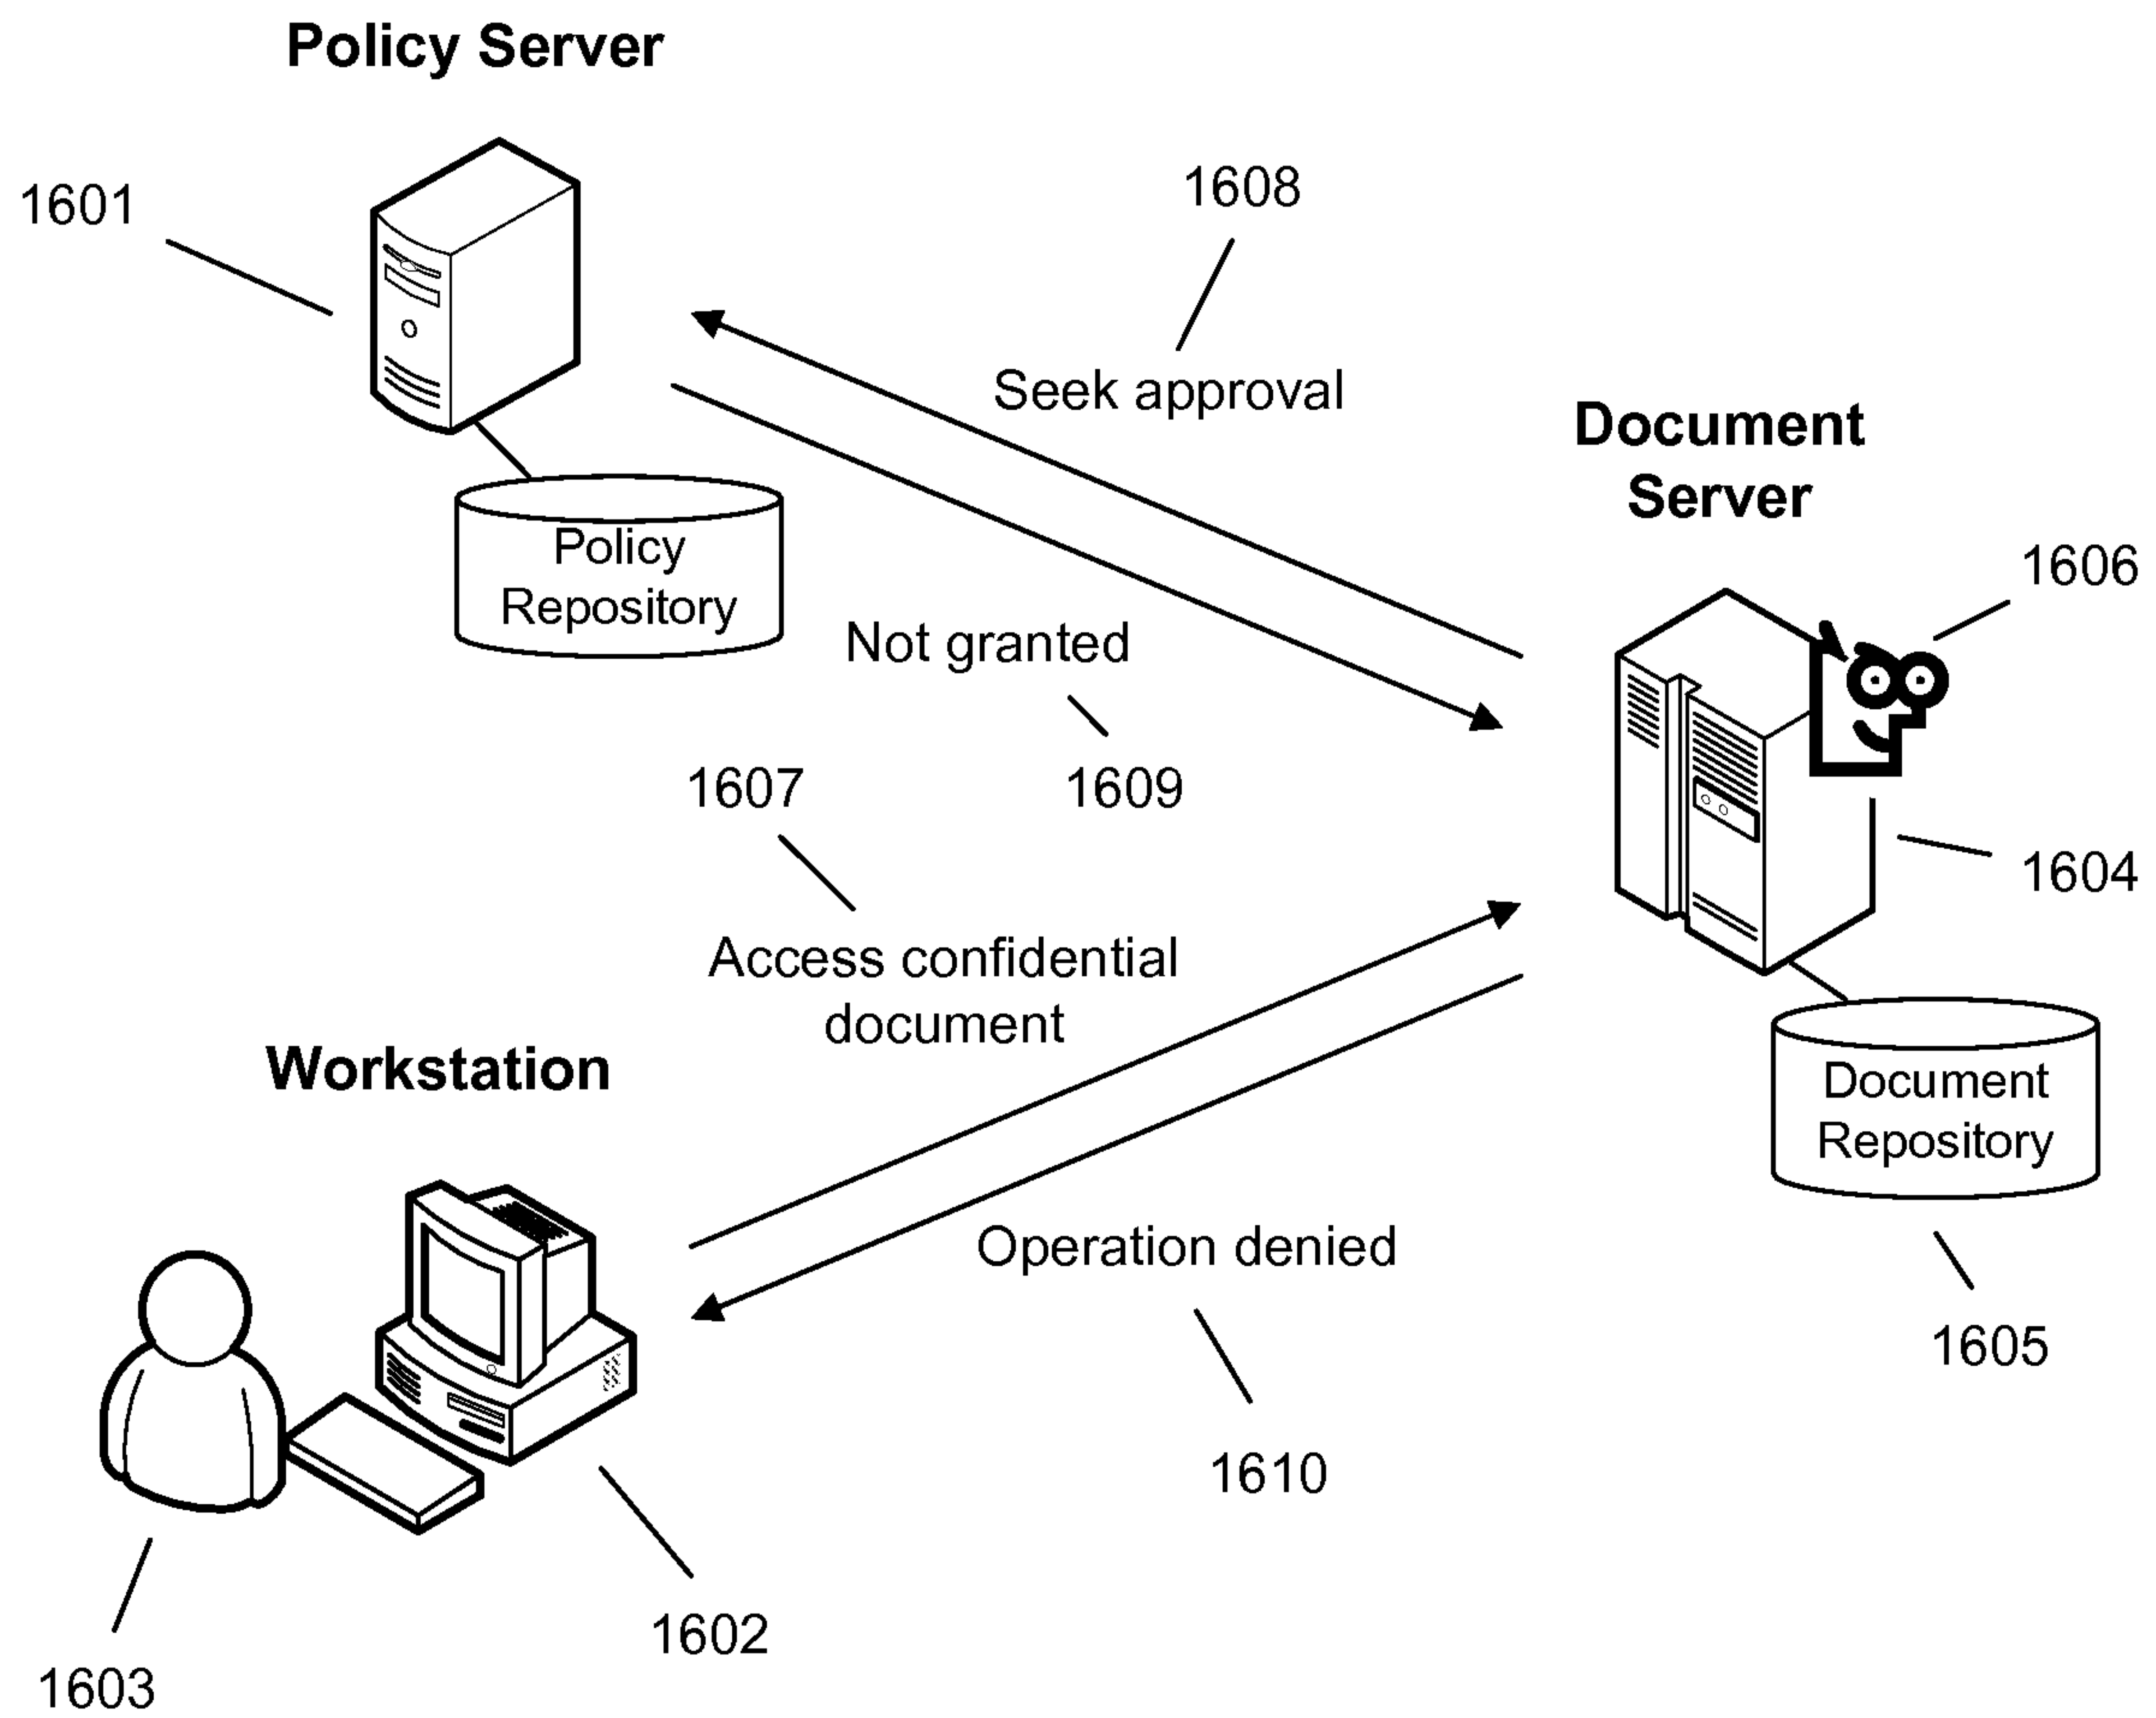 Policy Server
1601
1608
Seek approval
Document
Server
Policy
Repository
1606
Not granted
1607
1609
1604
Access confidential
document
Workstation
Document
Repository
Operation denied
1605
1610
1602
1603